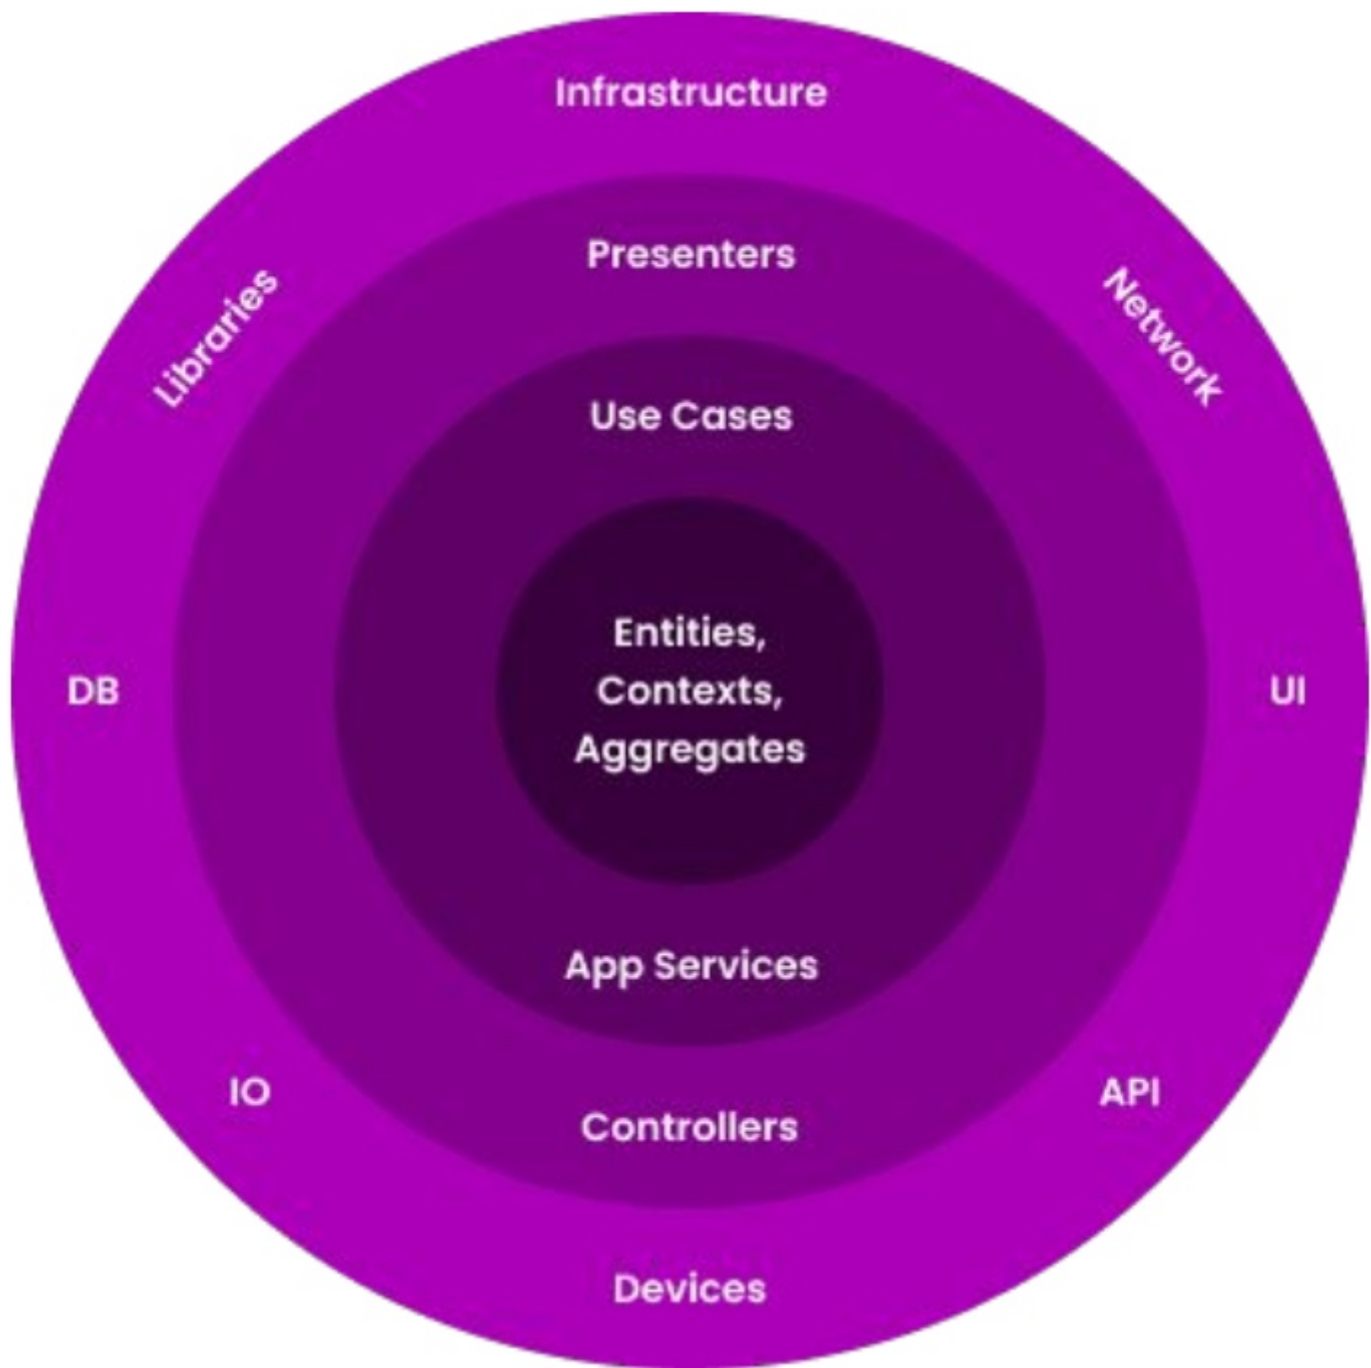 Infrastructure
Presenters
Libraries
Network
Use Cases
Entities,
Contexts,
Aggregates
DB
UI
App Services
IO
API
Controllers
Devices